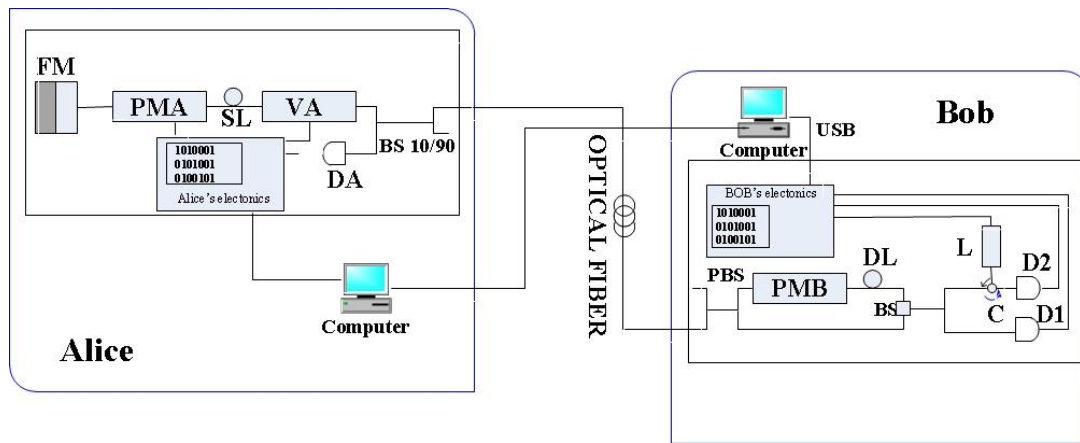 FM
PMA
SL
VA
BS 10/90
DA
1010001
0101001
0100101
Alice's electonics
Computer
Alice
OPTICAL FIBER
Bob
Computer
USB
BOB's electonics
1010001
0101001
0100101
L
D2
DL
PBS
PMB
BS
C
D1